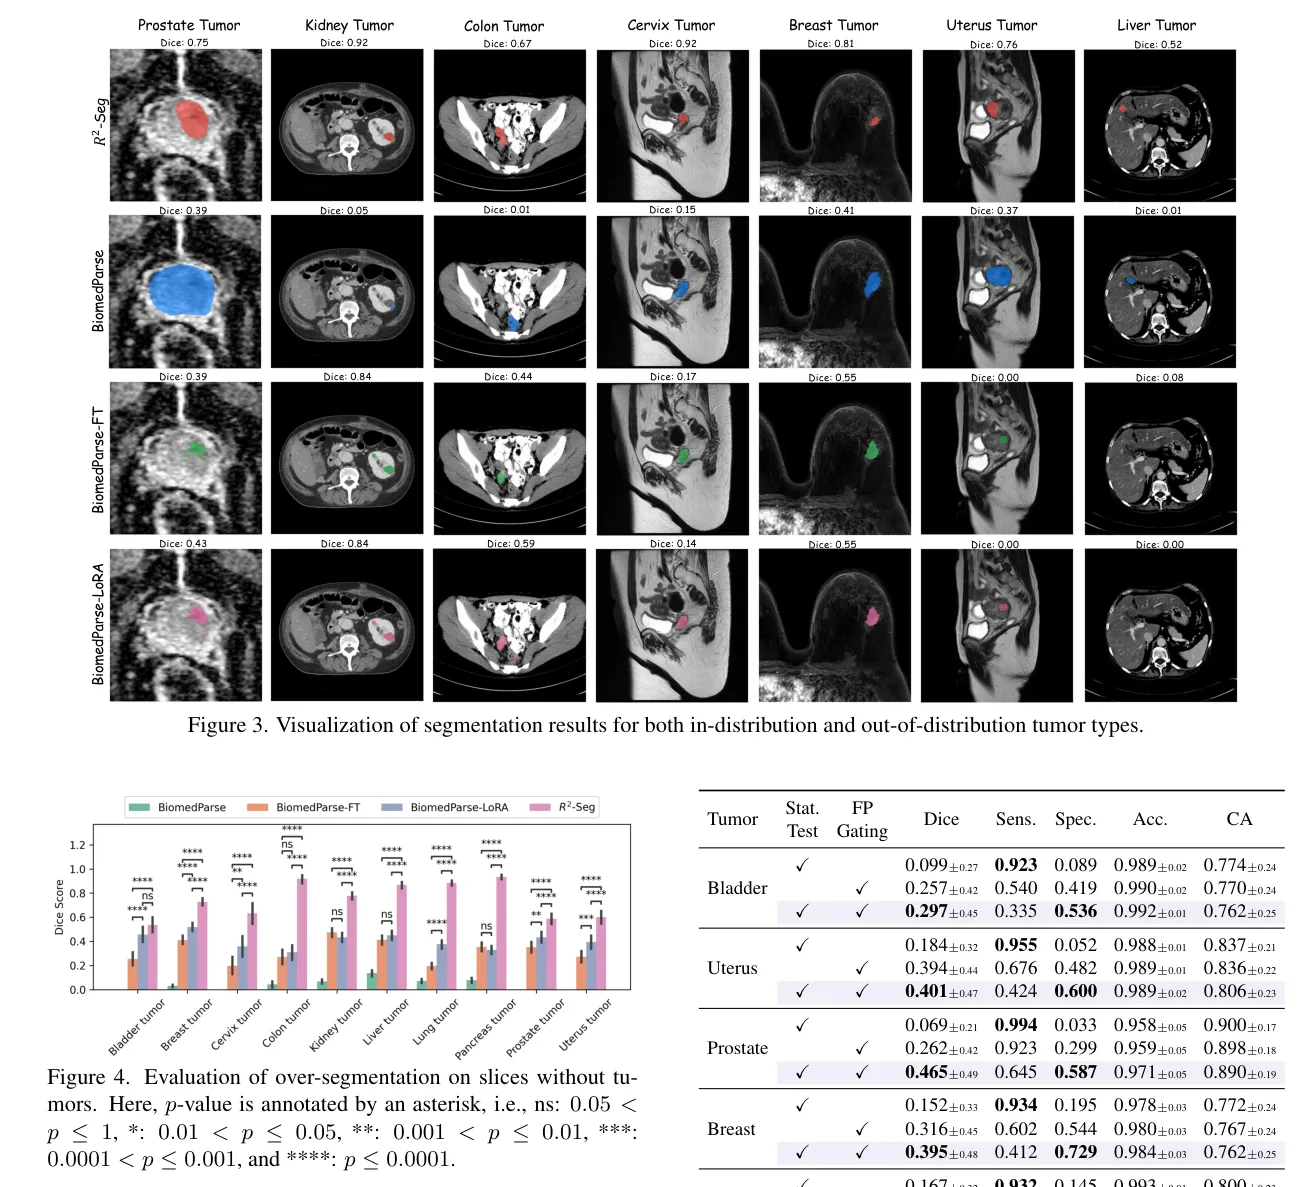 Prostate Tumor Kidney Tumor Colon Tumor Cervix Tumor Breast Tumor Uterus Tumor Liver Tumor
Dice: 0.75 Dice: 0.92 Dice: 0.67 Dice: 0.92 Dice: 0.81 Dice: 0.76 Dice: 0.52
R²-Seg
Dice: 0.39 Dice: 0.05 Dice: 0.01 Dice: 0.15 Dice: 0.41 Dice: 0.37 Dice: 0.01
BiomedParse
Dice: 0.39 Dice: 0.84 Dice: 0.44 Dice: 0.17 Dice: 0.55 Dice: 0.00 Dice: 0.08
BiomedParse-FT
Dice: 0.43 Dice: 0.84 Dice: 0.59 Dice: 0.14 Dice: 0.55 Dice: 0.00 Dice: 0.00
BiomedParse-LoRA
Figure 3. Visualization of segmentation results for both in-distribution and out-of-distribution tumor types.
BiomedParse BiomedParse-FT BiomedParse-LoRA R²-Seg
Dice Score
1.2
1.0
0.8
0.6
0.4
0.2
0.0
**** ns ****
**** **** ****
**** ** ****
**** ns ****
**** **** ns
**** **** ns
**** **** ****
**** **** ns
**** **** **
**** **** ***
Bladder tumor Breast tumor Cervix tumor Colon tumor Kidney tumor Liver tumor Lung tumor Pancreas tumor Prostate tumor Uterus tumor
Figure 4. Evaluation of over-segmentation on slices without tu-
mors. Here, p-value is annotated by an asterisk, i.e., ns: 0.05 <
p ≤ 1, *: 0.01 < p ≤ 0.05, **: 0.001 < p ≤ 0.01, ***:
0.0001 < p ≤ 0.001, and ****: p ≤ 0.0001.
Tumor Stat. Test FP Gating Dice Sens. Spec. Acc. CA
✓ 0.099±0.27 0.923 0.089 0.989±0.02 0.774±0.24
Bladder ✓ 0.257±0.42 0.540 0.419 0.990±0.02 0.770±0.24
✓ ✓ 0.297±0.45 0.335 0.536 0.992±0.01 0.762±0.25
✓ 0.184±0.32 0.955 0.052 0.988±0.01 0.837±0.21
Uterus ✓ 0.394±0.44 0.676 0.482 0.989±0.01 0.836±0.22
✓ ✓ 0.401±0.47 0.424 0.600 0.989±0.02 0.806±0.23
✓ 0.069±0.21 0.994 0.033 0.958±0.05 0.900±0.17
Prostate ✓ 0.262±0.42 0.923 0.299 0.959±0.05 0.898±0.18
✓ ✓ 0.465±0.49 0.645 0.587 0.971±0.05 0.890±0.19
✓ 0.152±0.33 0.934 0.195 0.978±0.03 0.772±0.24
Breast ✓ 0.316±0.45 0.602 0.544 0.980±0.03 0.767±0.24
✓ ✓ 0.395±0.48 0.412 0.729 0.984±0.03 0.762±0.25